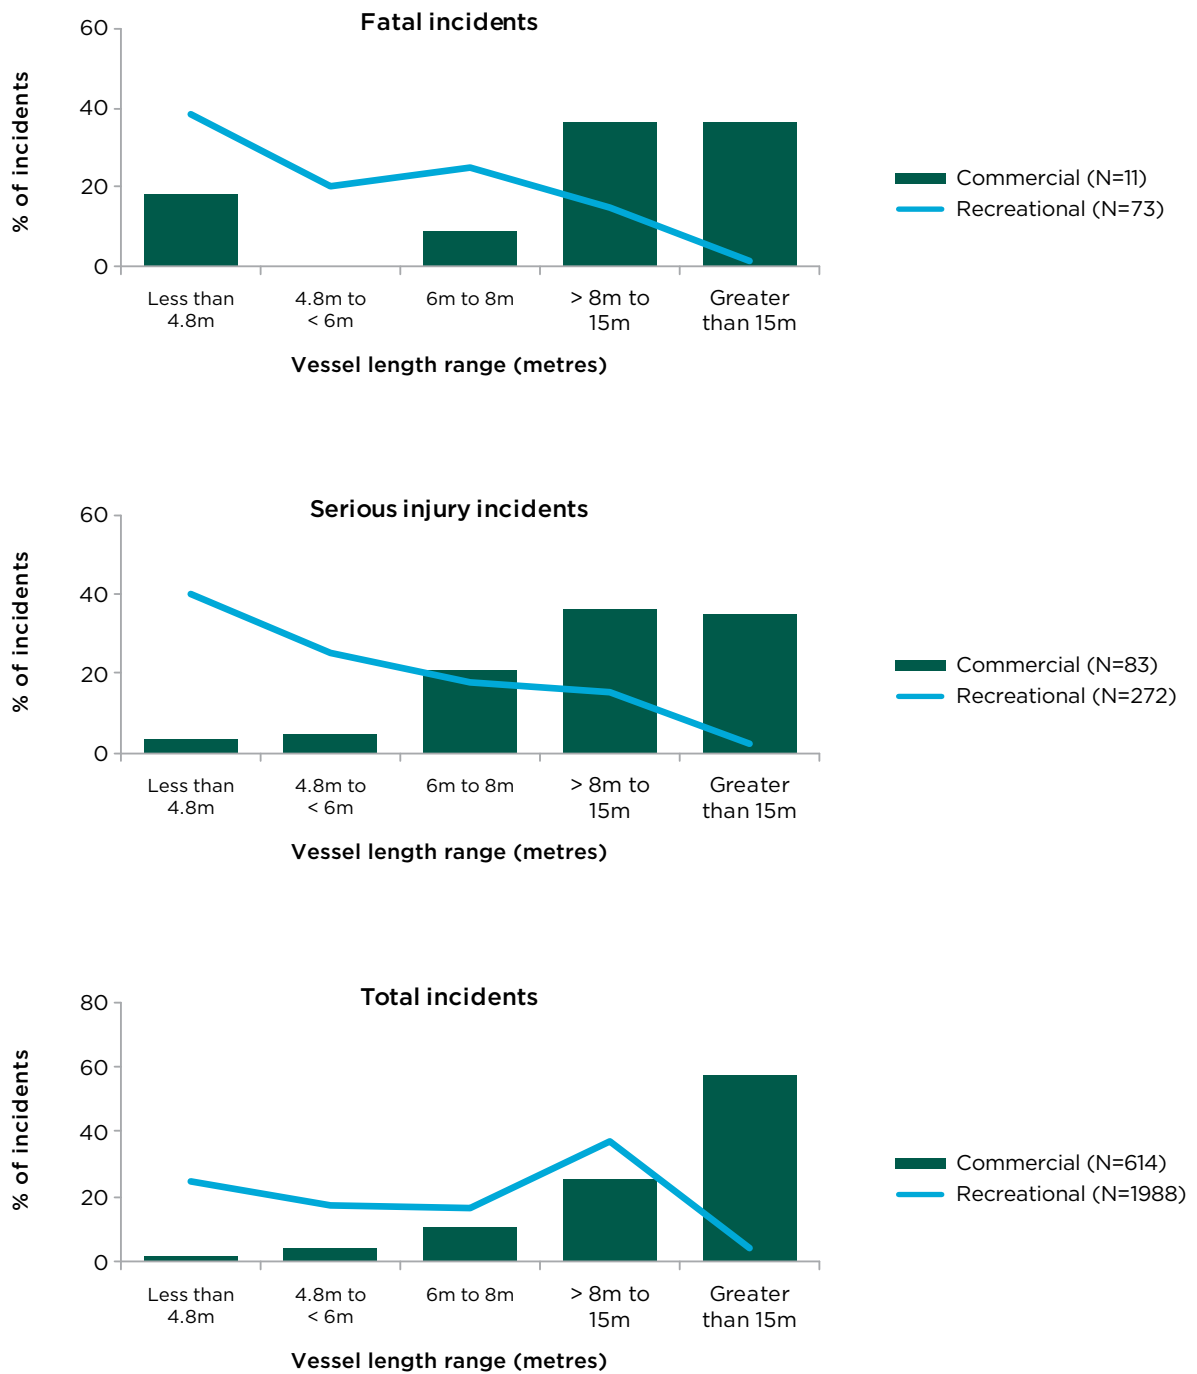 Fatal incidents
% of incidents
60
40
20
0
Less than
4.8m
4.8m to
< 6m
6m to 8m
> 8m to
15m
Greater
than 15m
Vessel length range (metres)
Commercial (N=11)
Recreational (N=73)
Serious injury incidents
% of incidents
60
40
20
0
Less than
4.8m
4.8m to
< 6m
6m to 8m
> 8m to
15m
Greater
than 15m
Vessel length range (metres)
Commercial (N=83)
Recreational (N=272)
Total incidents
% of incidents
80
60
40
20
0
Less than
4.8m
4.8m to
< 6m
6m to 8m
> 8m to
15m
Greater
than 15m
Vessel length range (metres)
Commercial (N=614)
Recreational (N=1988)